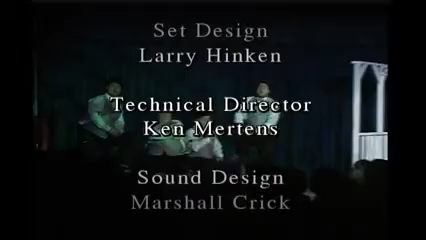 Set Design
Larry Hinken
Technical Director
Ken Mertens
Sound Design
Marshall Crick